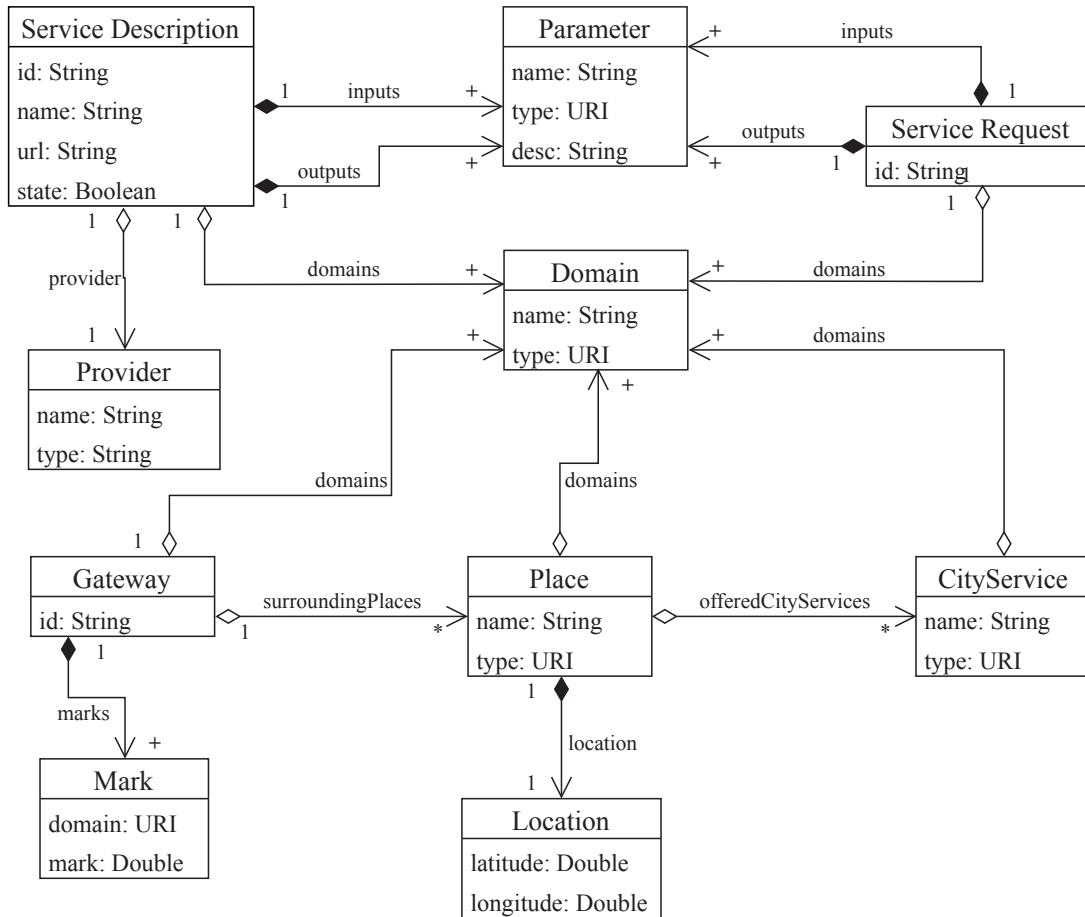 Service Description
id: String
name: String
url: String
state: Boolean
Parameter
name: String
type: URI
desc: String
Service Request
id: String
1
1 inputs +
1 outputs +
+ inputs 1
+ outputs 1
1 provider 1
1 domains +
1 domains +
Domain
name: String
type: URI
Provider
name: String
type: String
1 domains +
domains +
domains +
Gateway
id: String
1 surroundingPlaces *
Place
name: String
type: URI
offeredCityServices *
CityService
name: String
type: URI
1 marks +
1 location 1
Mark
domain: URI
mark: Double
Location
latitude: Double
longitude: Double